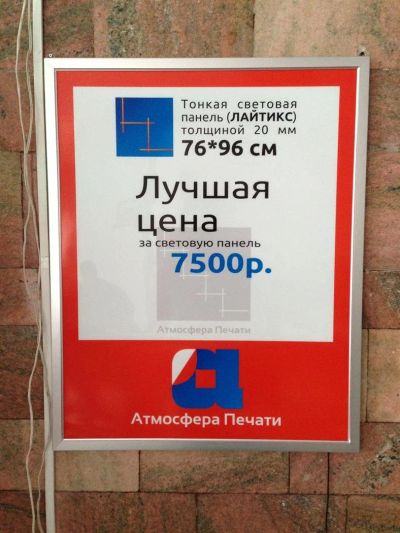 Тонкая световая
панель (ЛАЙТИКС)
толщиной 20 мм
76*96 см
Лучшая
цена
за световую панель
7500р.
Атмосфера Печати
Атмосфера Печати